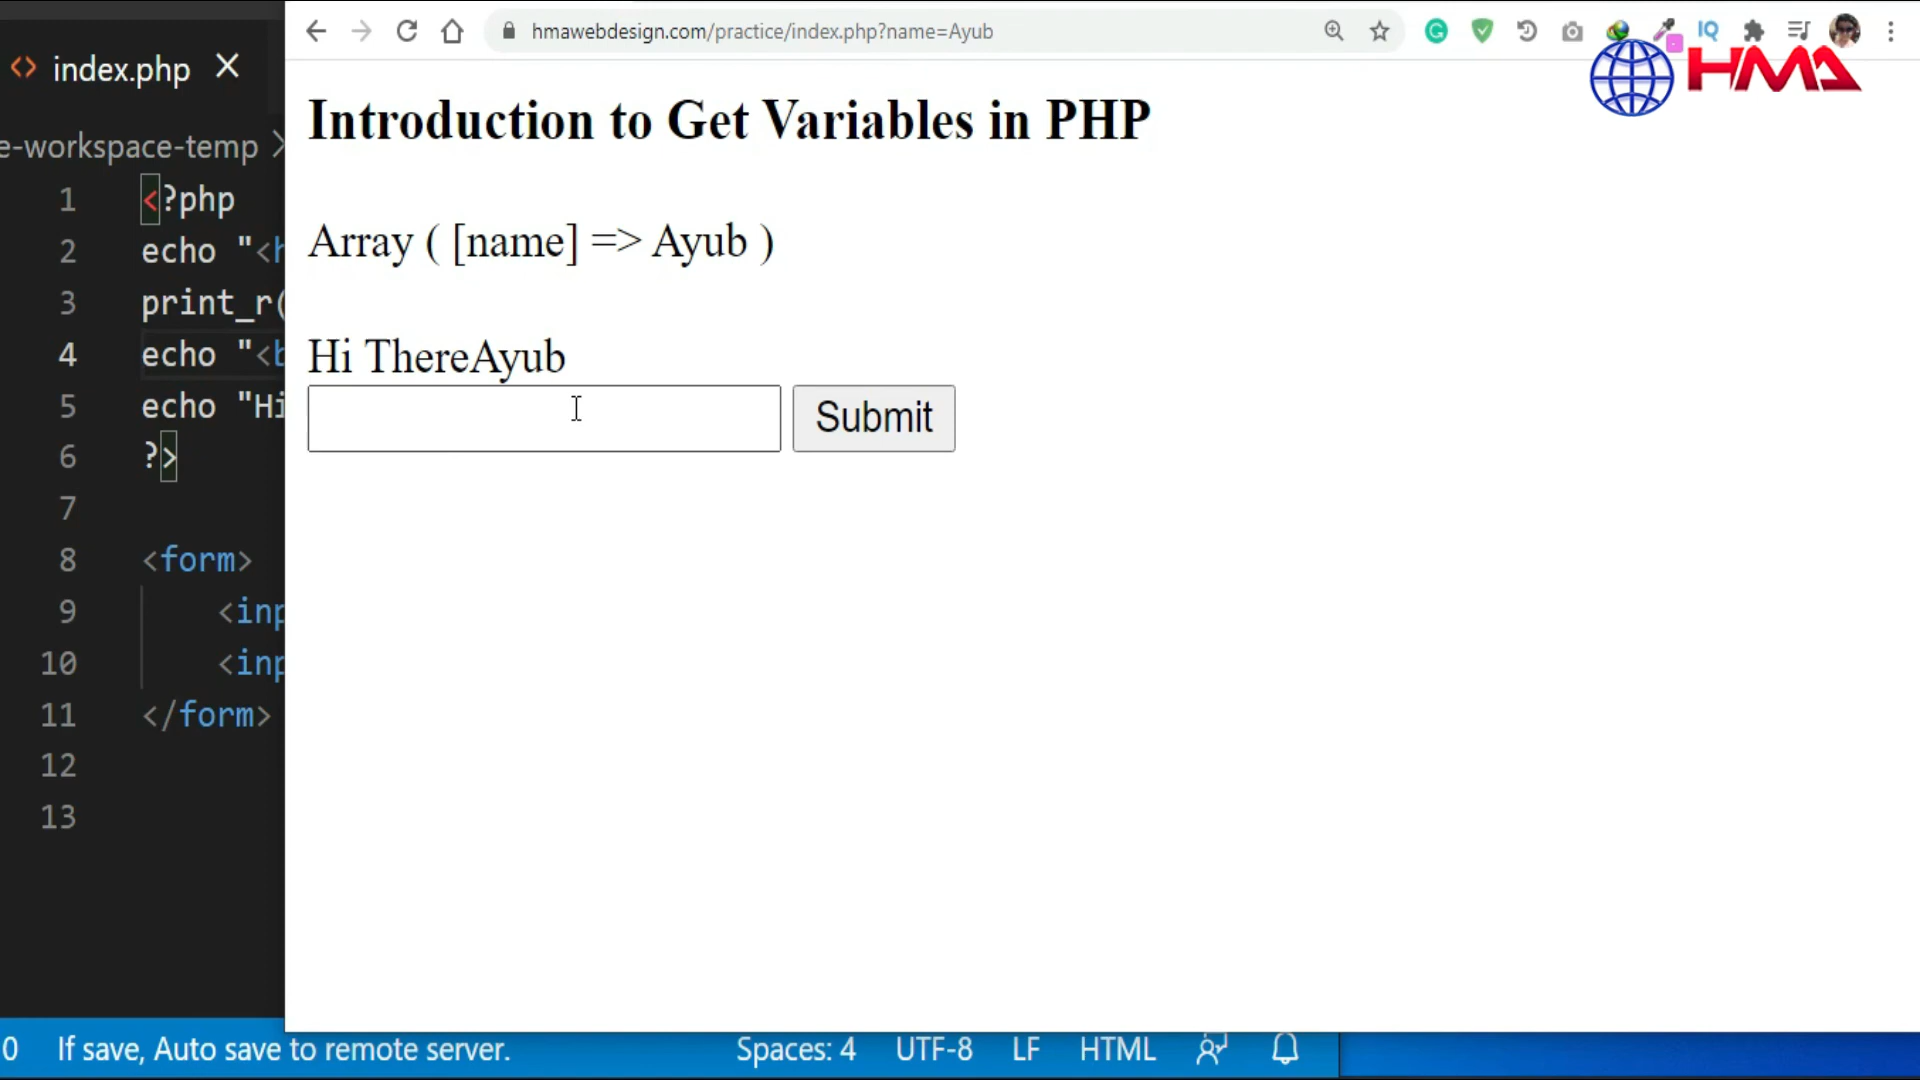 index.php
e-workspace-temp
1 <?php
2 echo "<h
3 print_r(
4 echo "<b
5 echo "Hi
6 ?>
7
8 <form>
9 <inp
10 <inp
11 </form>
12
13
hmawebdesign.com/practice/index.php?name=Ayub
IQ
HMA
Introduction to Get Variables in PHP
Array ( [name] => Ayub )
Hi ThereAyub
Submit
0 If save, Auto save to remote server. Spaces: 4 UTF-8 LF HTML